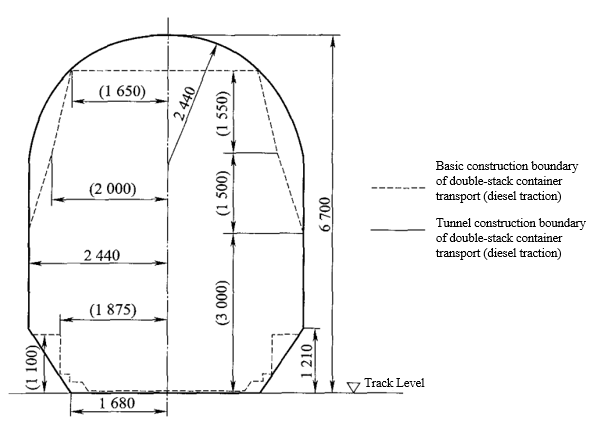 (1 650)
2 440
(1 550)
(2 000)
(1 500)
6 700
2 440
(1 875)
(3 000)
(1 100)
1 210
1 680
Track Level
Basic construction boundary
of double-stack container
transport (diesel traction)
Tunnel construction boundary
of double-stack container
transport (diesel traction)